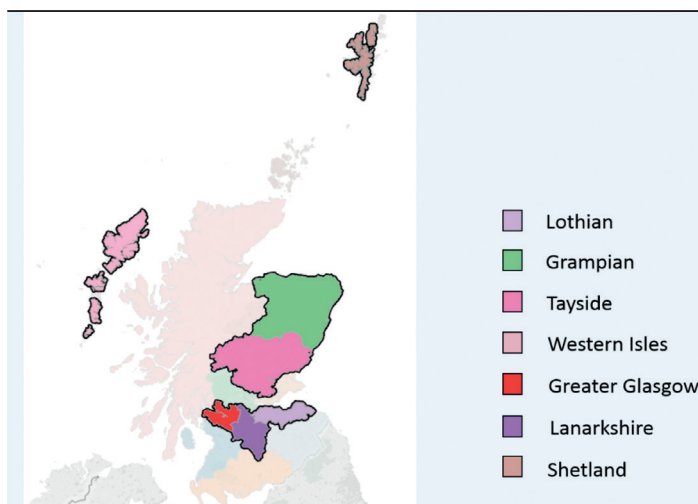 Lothian
Grampian
Tayside
Western Isles
Greater Glasgow
Lanarkshire
Shetland